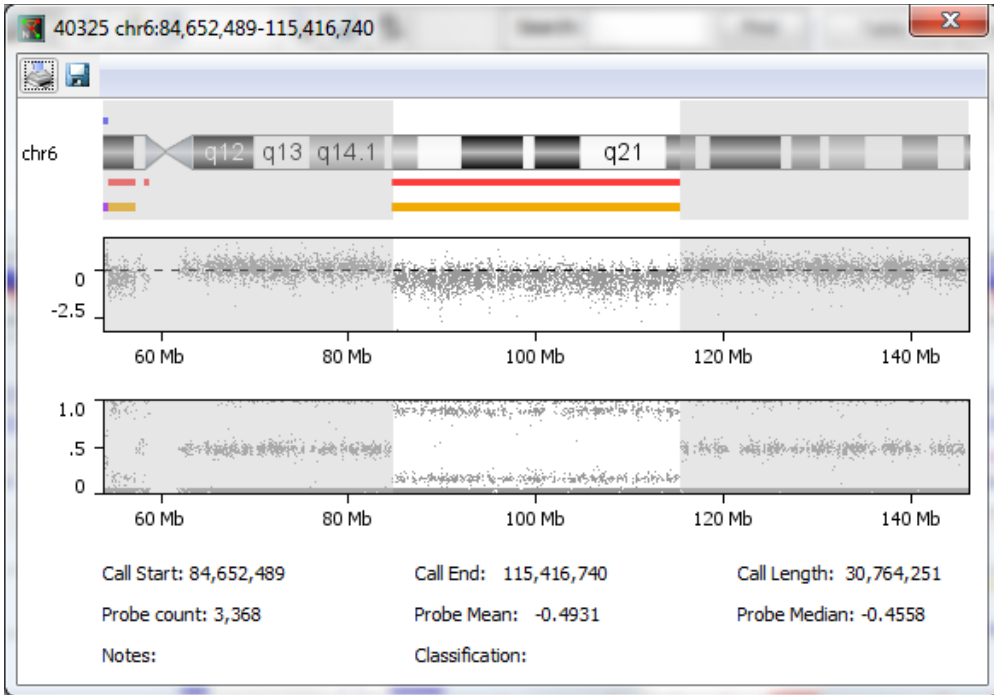 40325 chr6:84,652,489-115,416,740
chr6
q12 q13 q14.1 q21
0
-2.5
60 Mb 80 Mb 100 Mb 120 Mb 140 Mb
1.0
.5
0
60 Mb 80 Mb 100 Mb 120 Mb 140 Mb
Call Start: 84,652,489 Call End: 115,416,740 Call Length: 30,764,251
Probe count: 3,368 Probe Mean: -0.4931 Probe Median: -0.4558
Notes: Classification: